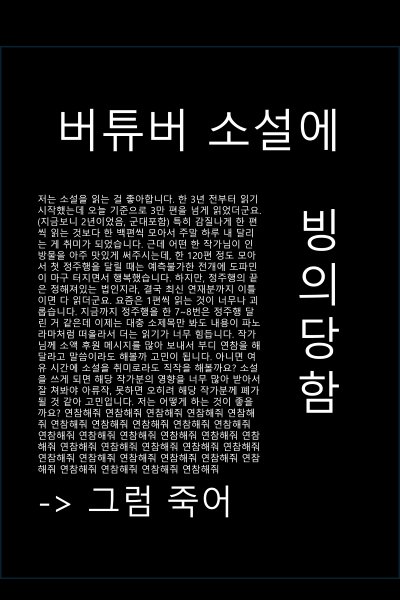 버튜버 소설에
빙의당함
저는 소설을 읽는 걸 좋아합니다. 한 3년 전부터 읽기
시작했는데 오늘 기준으로 3만 편을 넘게 읽었더군요.
(지금보니 2년이었음, 군대포함) 특히 감질나게 한 편
씩 읽는 것보다 한 백편씩 모아서 주말 하루 내 달리
는 게 취미가 되었습니다. 근데 어떤 한 작가님이 인
방물을 아주 맛있게 써주시는데, 한 120편 정도 모아
서 첫 정주행을 달릴 때는 예측불가한 전개에 도파민
이 마구 터지면서 행복했습니다. 하지만, 정주행의 끝
은 정해져있는 법인지라, 결국 최신 연재분까지 이틀
이면 다 읽더군요. 요즘은 1편씩 읽는 것이 너무나 괴
롭습니다. 지금까지 정주행을 한 7~8번은 정주행 달
린 거 같은데 이제는 대충 소제목만 봐도 내용이 파노
라마처럼 떠올라서 더는 읽기가 너무 힘듭니다. 작가
님께 소액 후원 메시지를 많아 보내서 부디 연참을 해
달라고 말씀이라도 해볼까 고민이 됩니다. 아니면 여
유 시간에 소설을 취미로라도 직작을 해볼까요? 소설
을 쓰게 되면 해당 작가분의 영향을 너무 많아 받아서
잘 쳐봐야 아류작, 못하면 오히려 해당 작가분께 폐가
될 것 같아 고민입니다. 저는 어떻게 하는 것이 좋을
까요? 연참해줘 연참해줘 연참해줘 연참해줘 연참해
줘 연참해줘 연참해줘 연참해줘 연참해줘 연참해줘
연참해줘 연참해줘 연참해줘 연참해줘 연참해줘 연참
해줘 연참해줘 연참해줘 연참해줘 연참해줘 연참해줘
연참해줘 연참해줘 연참해줘 연참해줘 연참해줘 연참
해줘 연참해줘 연참해줘 연참해줘 연참해줘
-> 그럼 죽어